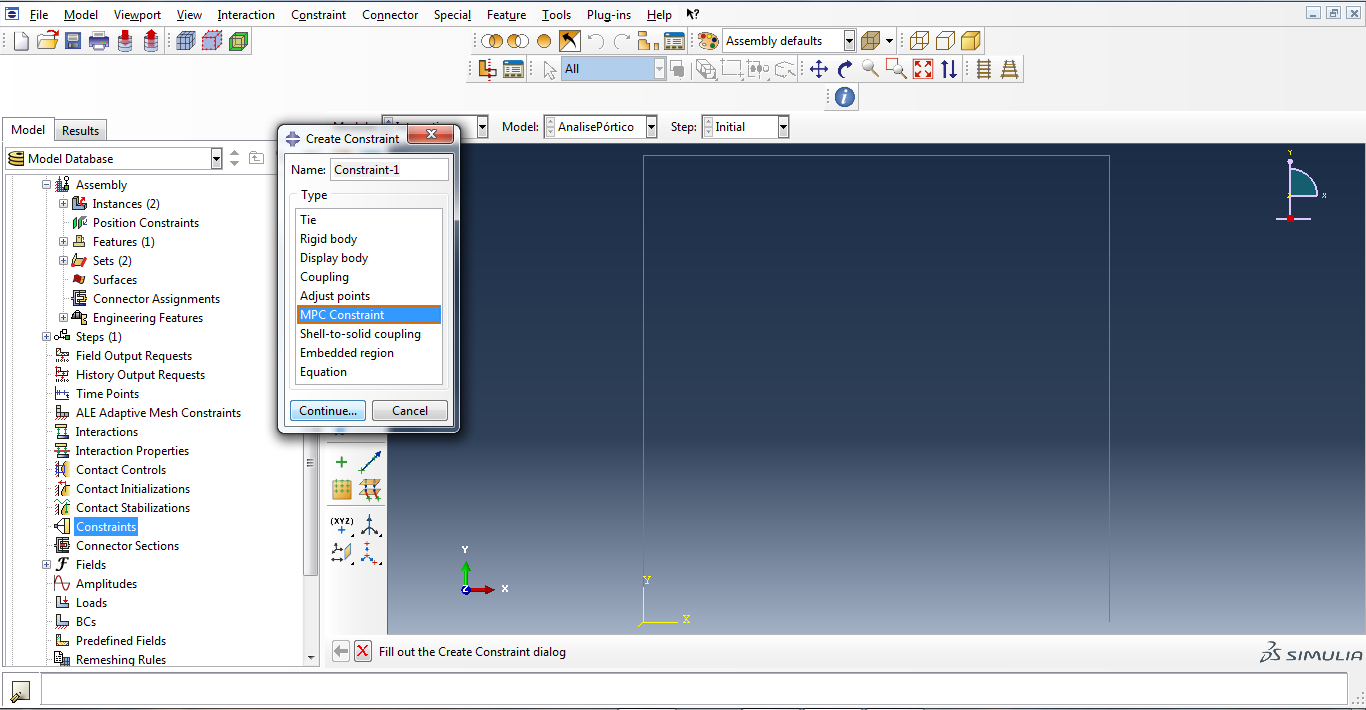 File Model Viewport View Interaction Constraint Connector Special Feature Tools Plug-ins Help
Assembly defaults
All
Model Results
Model: AnalisePórtico Step: Initial
Model Database
Assembly
Instances (2)
Position Constraints
Features (1)
Sets (2)
Surfaces
Connector Assignments
Engineering Features
Steps (1)
Field Output Requests
History Output Requests
Time Points
ALE Adaptive Mesh Constraints
Interactions
Interaction Properties
Contact Controls
Contact Initializations
Contact Stabilizations
Constraints
Connector Sections
Fields
Amplitudes
Loads
BCs
Predefined Fields
Remeshing Rules
Create Constraint
Name: Constraint-1
Type
Tie
Rigid body
Display body
Coupling
Adjust points
MPC Constraint
Shell-to-solid coupling
Embedded region
Equation
Continue... Cancel
(XYZ)
Y
X
Y
Z
X
Y
X
Fill out the Create Constraint dialog
SIMULIA